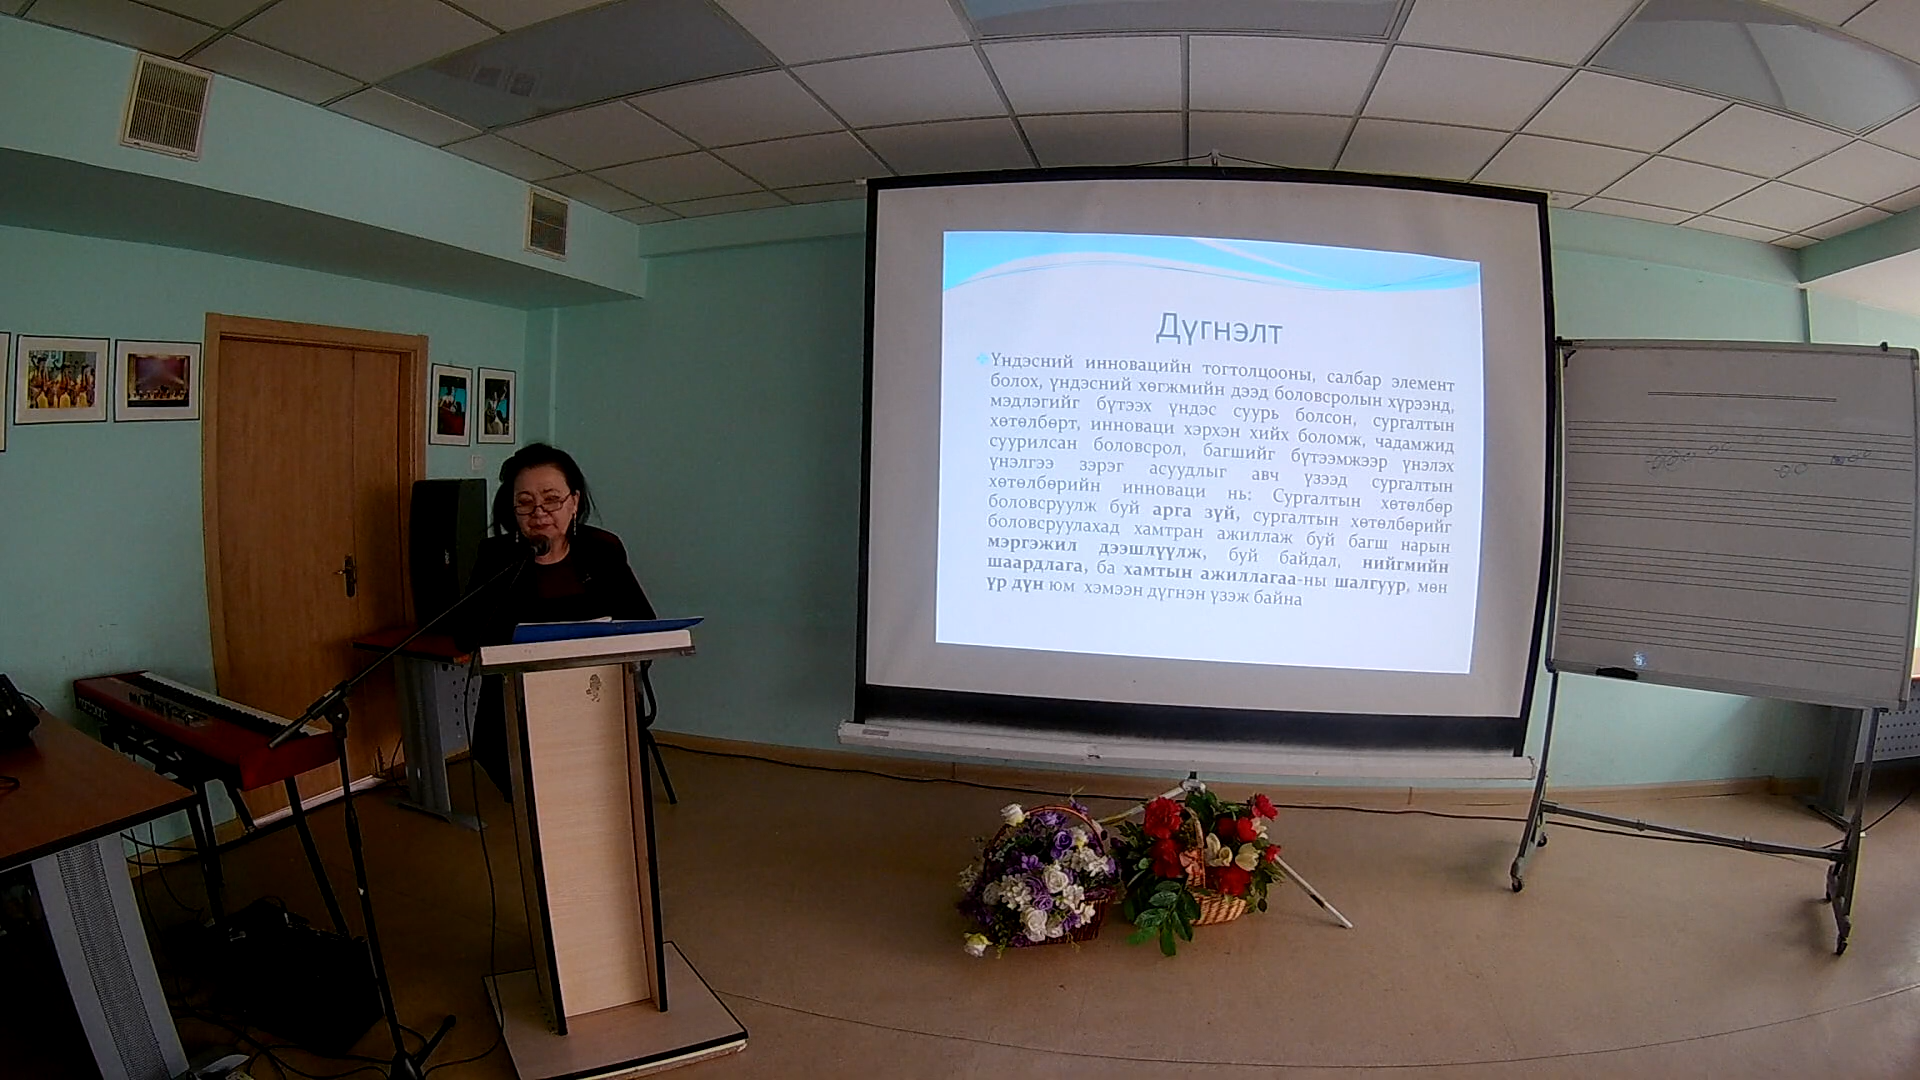 Дүгнэлт
Үндэсний инновацийн тогтолцооны, салбар элемент
болох, үндэсний хөгжмийн дээд боловсролын хүрээнд,
мэдлэгийг бүтээх үндэс суурь болсон, сургалтын
хөтөлбөрт, инноваци хэрхэн хийх боломж, чадамжид
суурилсан боловсрол, багшийг бүтээмжээр үнэлэх
үнэлгээ зэрэг асуудлыг авч үзээд сургалтын
хөтөлбөрийн инноваци нь: Сургалтын хөтөлбөр
боловсруулж буй арга зүй, сургалтын хөтөлбөрийг
боловсруулахад хамтран ажиллаж буй багш нарын
мэргэжил дээшлүүлж, буй байдал, нийгмийн
шаардлага, ба хамтын ажиллагаа-ны шалгуур, мөн
үр дүн юм хэмээн дүгнэн үзэж байна